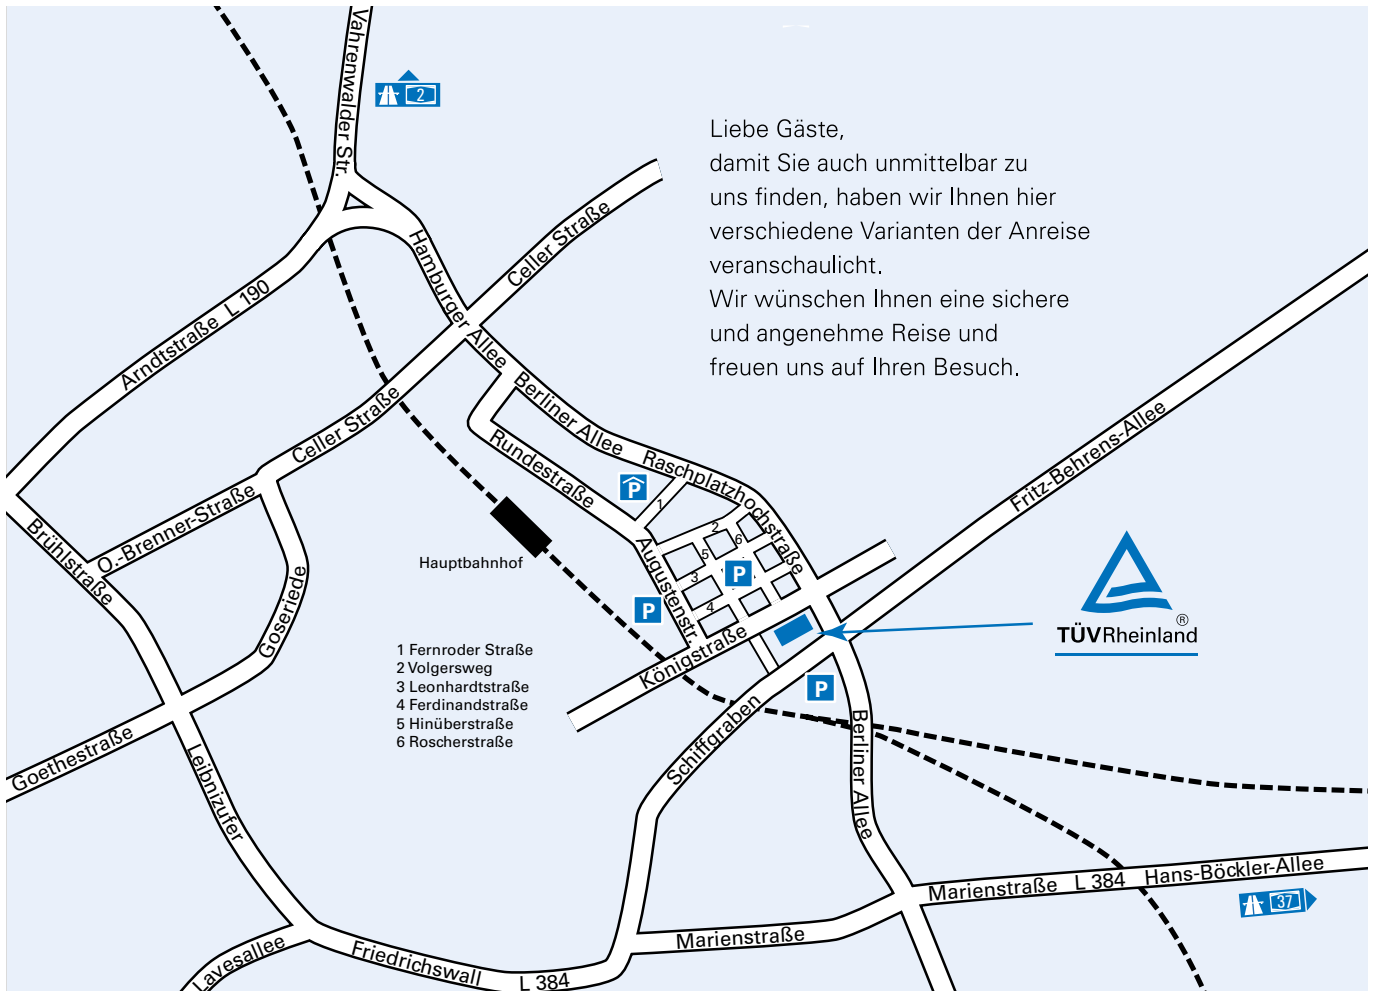 Vahrenwalder Str.
2
Liebe Gäste,
damit Sie auch unmittelbar zu
uns finden, haben wir Ihnen hier
verschiedene Varianten der Anreise
veranschaulicht.
Wir wünschen Ihnen eine sichere
und angenehme Reise und
freuen uns auf Ihren Besuch.
Celler Straße
Hamburger Allee
Arndtstraße L 190
Berliner Allee
Celler Straße
Rundestraße
Raschplatzhochstraße
Fritz-Behrens-Allee
P
1
O.-Brenner-Straße
Brühlstraße
2
6
5
3
4
P
P
Augustenstr.
Hauptbahnhof
Goseriede
TÜVRheinland
®
Königstraße
1 Fernroder Straße
2 Volgersweg
3 Leonhardtstraße
4 Ferdinandstraße
5 Hinüberstraße
6 Roscherstraße
P
Schiffgraben
Berliner Allee
Goethestraße
Leibnizufer
Marienstraße L 384 Hans-Böckler-Allee
37
Marienstraße
Lavesallee
Friedrichswall
L 384